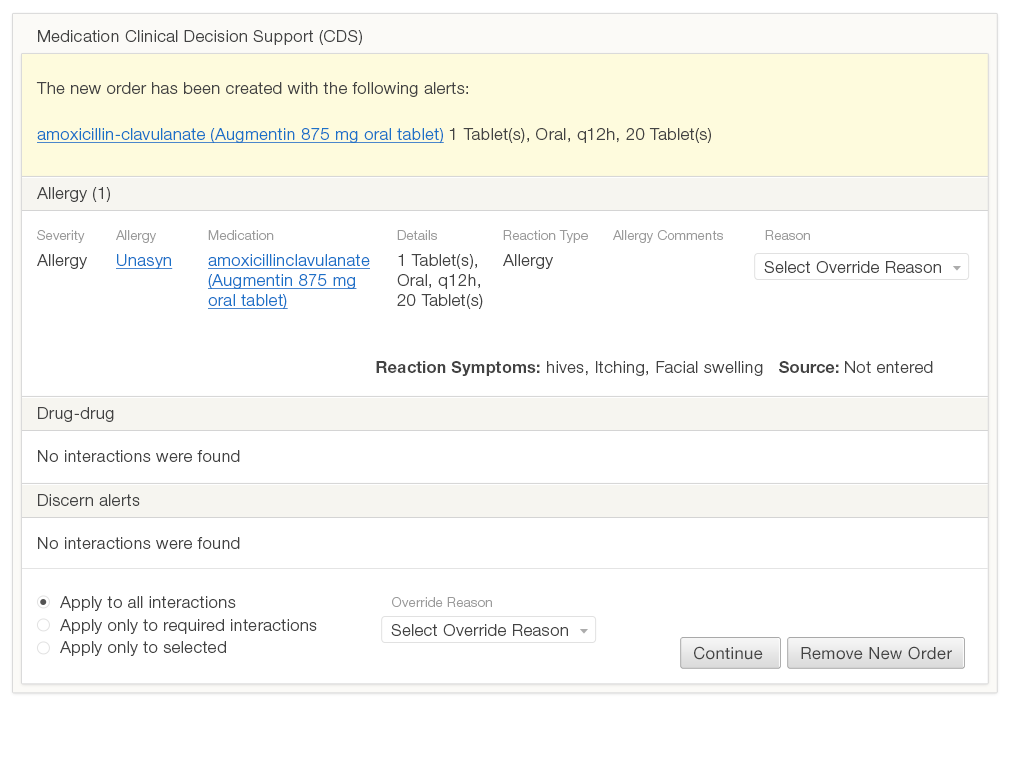 Medication Clinical Decision Support (CDS)
The new order has been created with the following alerts:
amoxicillin-clavulanate (Augmentin 875 mg oral tablet) 1 Tablet(s), Oral, q12h, 20 Tablet(s)
Allergy (1)
Severity Allergy Medication Details Reaction Type Allergy Comments Reason
Allergy Unasyn amoxicillinclavulanate 1 Tablet(s), Allergy Select Override Reason
(Augmentin 875 mg Oral, q12h,
oral tablet) 20 Tablet(s)
Reaction Symptoms: hives, Itching, Facial swelling Source: Not entered
Drug-drug
No interactions were found
Discern alerts
No interactions were found
Apply to all interactions Override Reason
Apply only to required interactions Select Override Reason
Apply only to selected
Continue Remove New Order